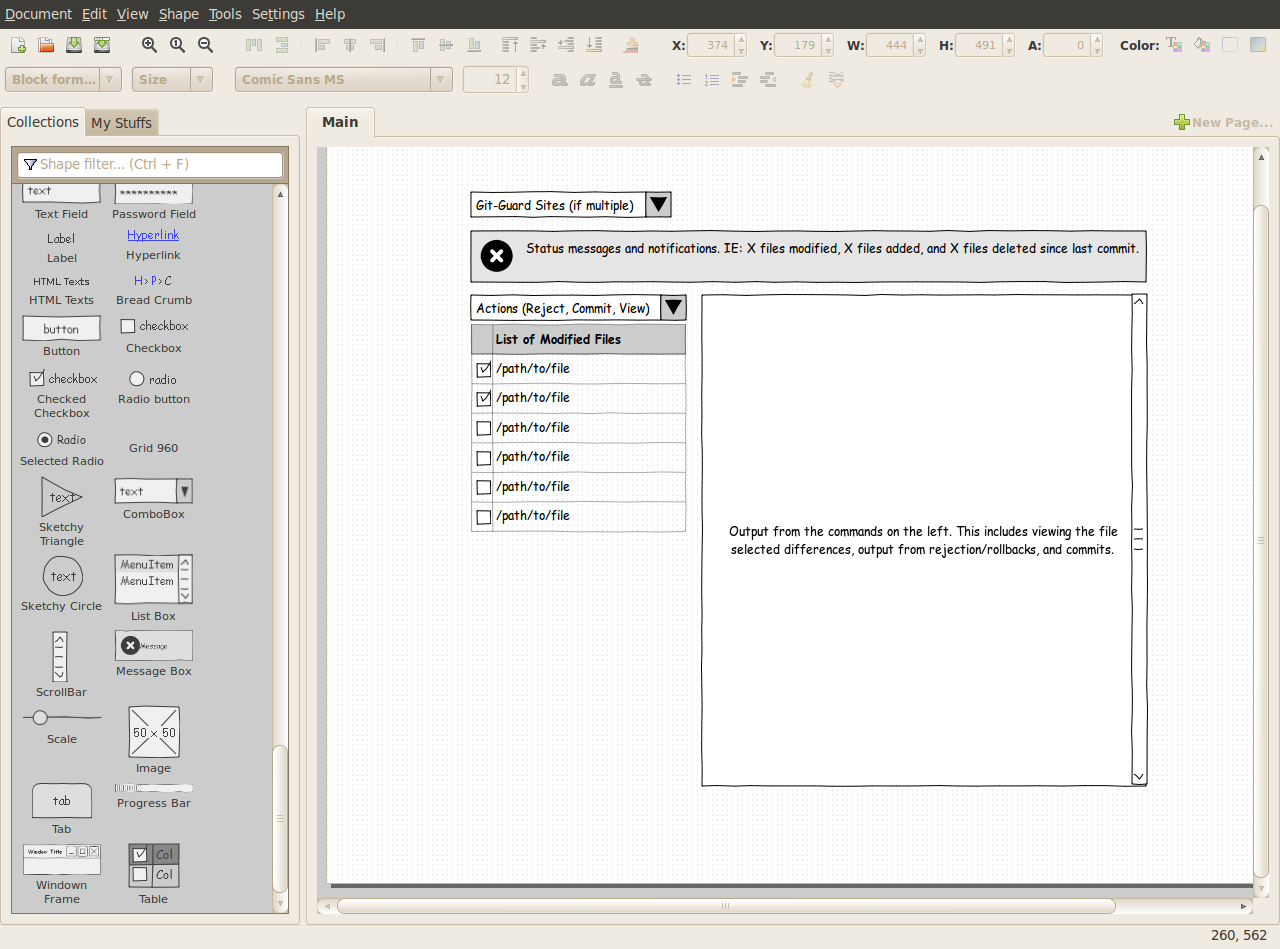 Document Edit View Shape Tools Settings Help
X: 374 Y: 179 W: 444 H: 491 A: 0 Color:
Block form... Size Comic Sans MS 12
Collections My Stuffs
Main
New Page...
Shape filter... (Ctrl + F)
text **********
Text Field Password Field
Label Hyperlink
Label Hyperlink
HTML Texts H>P>C
HTML Texts Bread Crumb
button checkbox
Button Checkbox
checkbox radio
Checked Checkbox
Radio button
Radio Grid 960
Selected Radio
text text
Sketchy Triangle
ComboBox
text MenuItem
MenuItem
Sketchy Circle List Box
Message
ScrollBar Message Box
50 x 50
Scale Image
tab
Tab Progress Bar
Window Title Col
Col
Windown Frame
Table
Git-Guard Sites (if multiple)
Status messages and notifications. IE: X files modified, X files added, and X files deleted since last commit.
Actions (Reject, Commit, View)
List of Modified Files
/path/to/file
/path/to/file
/path/to/file
/path/to/file
/path/to/file
/path/to/file
Output from the commands on the left. This includes viewing the file
selected differences, output from rejection/rollbacks, and commits.
260, 562